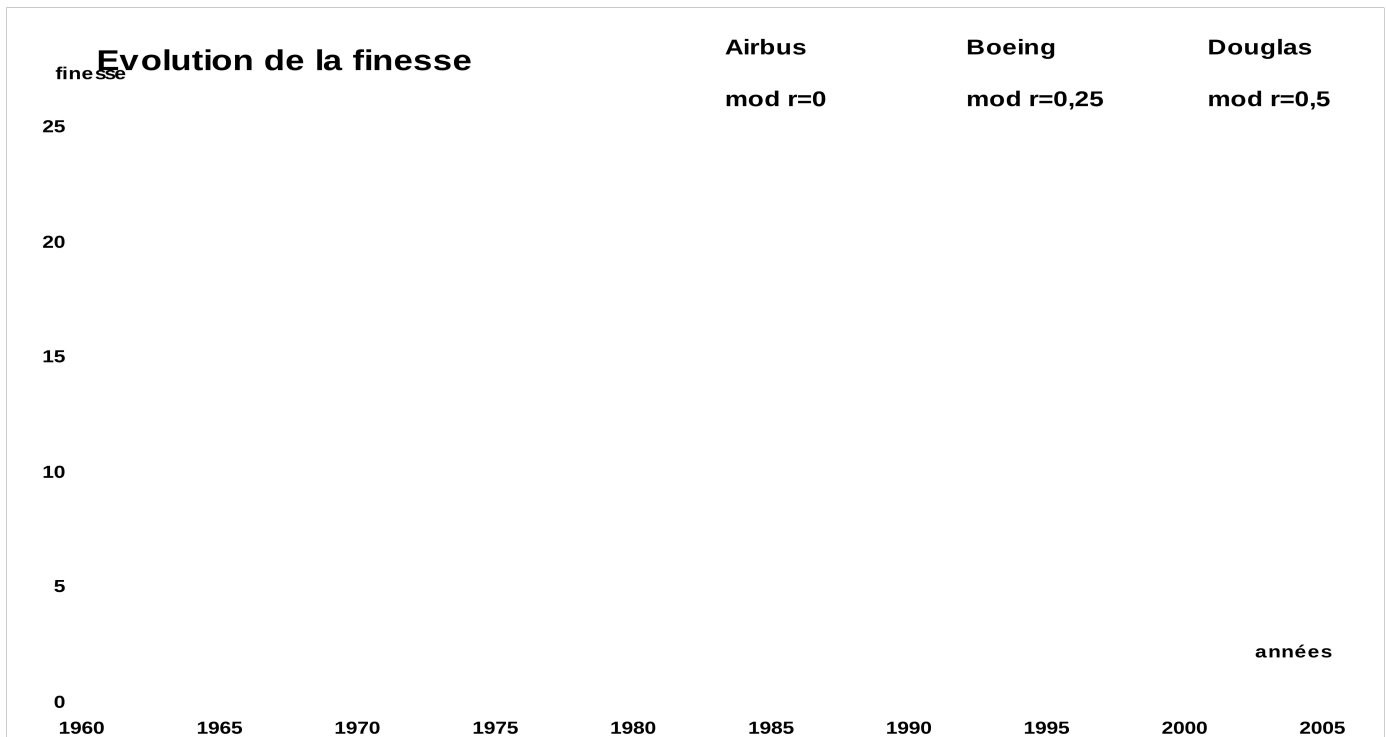 Evolution de la finesse
finesse
Airbus Boeing Douglas
mod r=0 mod r=0,25 mod r=0,5
25
20
15
10
5
années
0
1960 1965 1970 1975 1980 1985 1990 1995 2000 2005